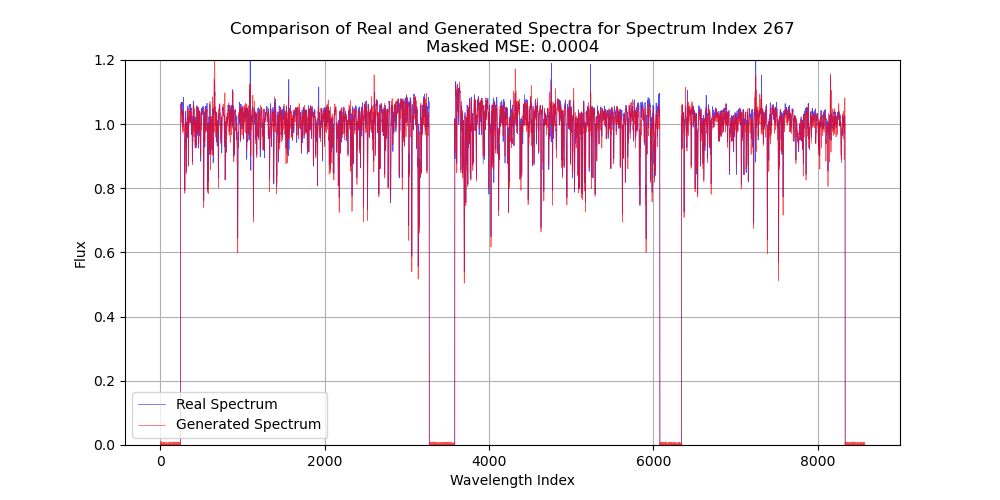 Comparison of Real and Generated Spectra for Spectrum Index 267
Masked MSE: 0.0004
1.2
1.0
0.8
0.6
0.4
0.2
0.0
Flux
Real Spectrum
Generated Spectrum
0 2000 4000 6000 8000
Wavelength Index